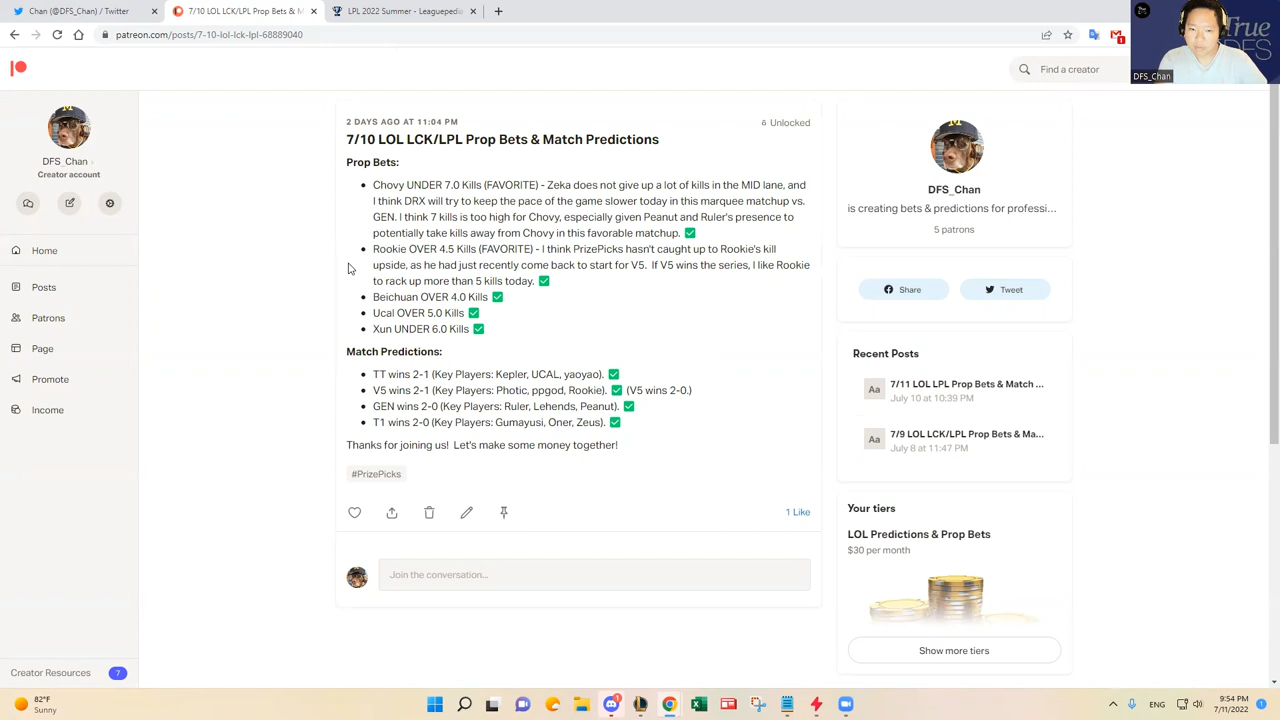 Chan (@DFS_Chan) / Twitter
7/10 LOL LCK/LPL Prop Bets & M
LPL 2022 Summer - Leaguepedia
patreon.com/posts/7-10-lol-lck-lpl-68889040
1
True
DFS
DFS_Chan
Find a creator
DFS_Chan
Creator account
Home
Posts
Patrons
Page
Promote
Income
Creator Resources 7
2 DAYS AGO AT 11:04 PM
Unlocked
7/10 LOL LCK/LPL Prop Bets & Match Predictions
Prop Bets:
Chovy UNDER 7.0 Kills (FAVORITE) - Zeka does not give up a lot of kills in the MID lane, and
I think DRX will try to keep the pace of the game slower today in this marquee matchup vs.
GEN. I think 7 kills is too high for Chovy, especially given Peanut and Ruler's presence to
potentially take kills away from Chovy in this favorable matchup. ✅
Rookie OVER 4.5 Kills (FAVORITE) - I think PrizePicks hasn't caught up to Rookie's kill
upside, as he had just recently come back to start for V5. If V5 wins the series, I like Rookie
to rack up more than 5 kills today. ✅
Beichuan OVER 4.0 Kills ✅
Ucal OVER 5.0 Kills ✅
Xun UNDER 6.0 Kills ✅
Match Predictions:
TT wins 2-1 (Key Players: Kepler, UCAL, yaoyao). ✅
V5 wins 2-1 (Key Players: Photic, ppgod, Rookie). ✅ (V5 wins 2-0.)
GEN wins 2-0 (Key Players: Ruler, Lehends, Peanut). ✅
T1 wins 2-0 (Key Players: Gumayusi, Oner, Zeus). ✅
Thanks for joining us! Let's make some money together!
#PrizePicks
1 Like
Join the conversation...
DFS_Chan
is creating bets & predictions for professi...
5 patrons
Share
Tweet
Recent Posts
Aa
7/11 LOL LPL Prop Bets & Match ...
July 10 at 10:39 PM
Aa
7/9 LOL LCK/LPL Prop Bets & Ma...
July 8 at 11:47 PM
Your tiers
LOL Predictions & Prop Bets
$30 per month
Show more tiers
82°F
Sunny
1
ENG
9:54 PM
7/11/2022
1